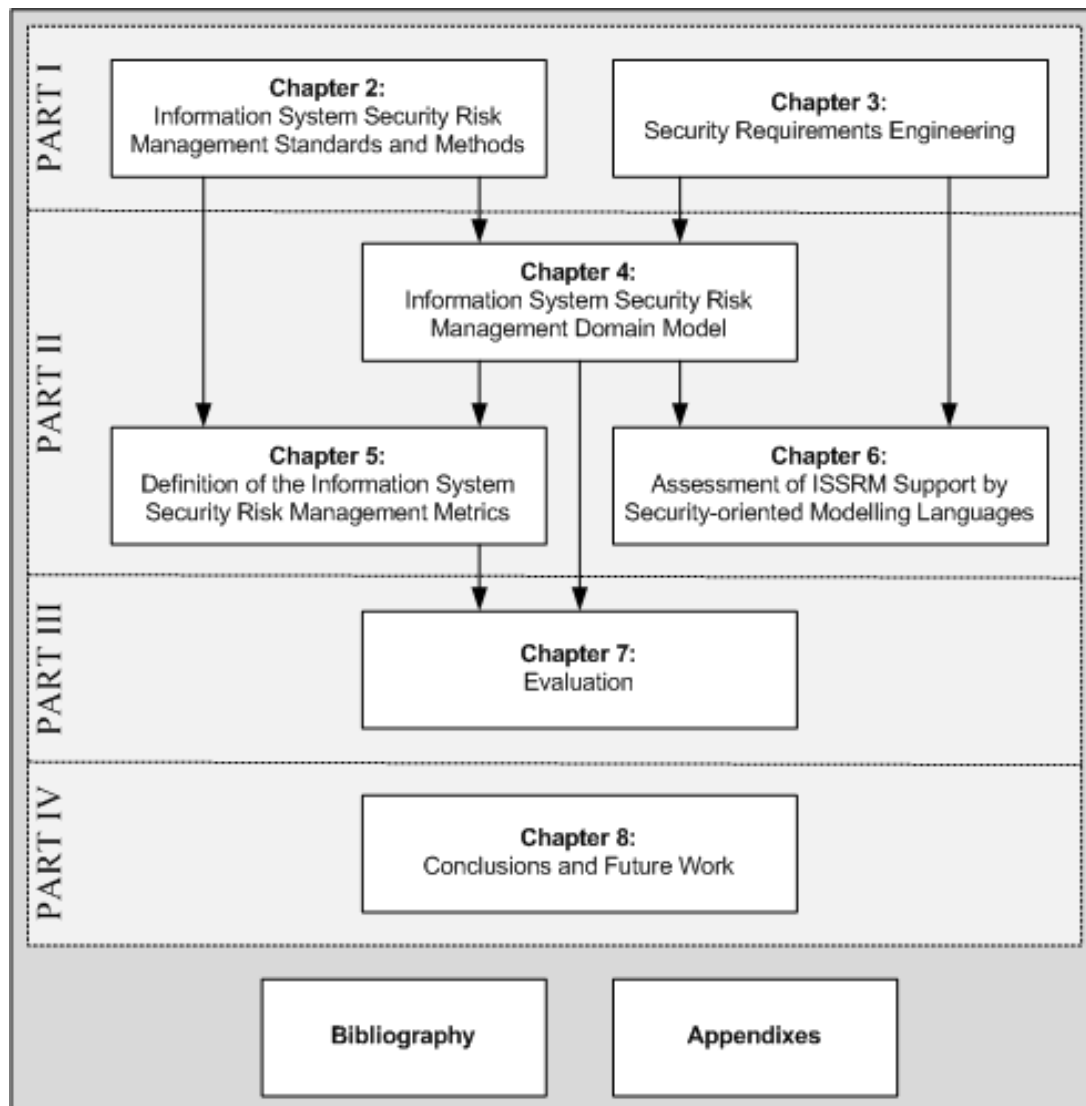 PART I
Chapter 2:
Information System Security Risk
Management Standards and Methods
Chapter 3:
Security Requirements Engineering
PART II
Chapter 4:
Information System Security Risk
Management Domain Model
Chapter 5:
Definition of the Information System
Security Risk Management Metrics
Chapter 6:
Assessment of ISSRM Support by
Security-oriented Modelling Languages
PART III
Chapter 7:
Evaluation
PART IV
Chapter 8:
Conclusions and Future Work
Bibliography
Appendixes